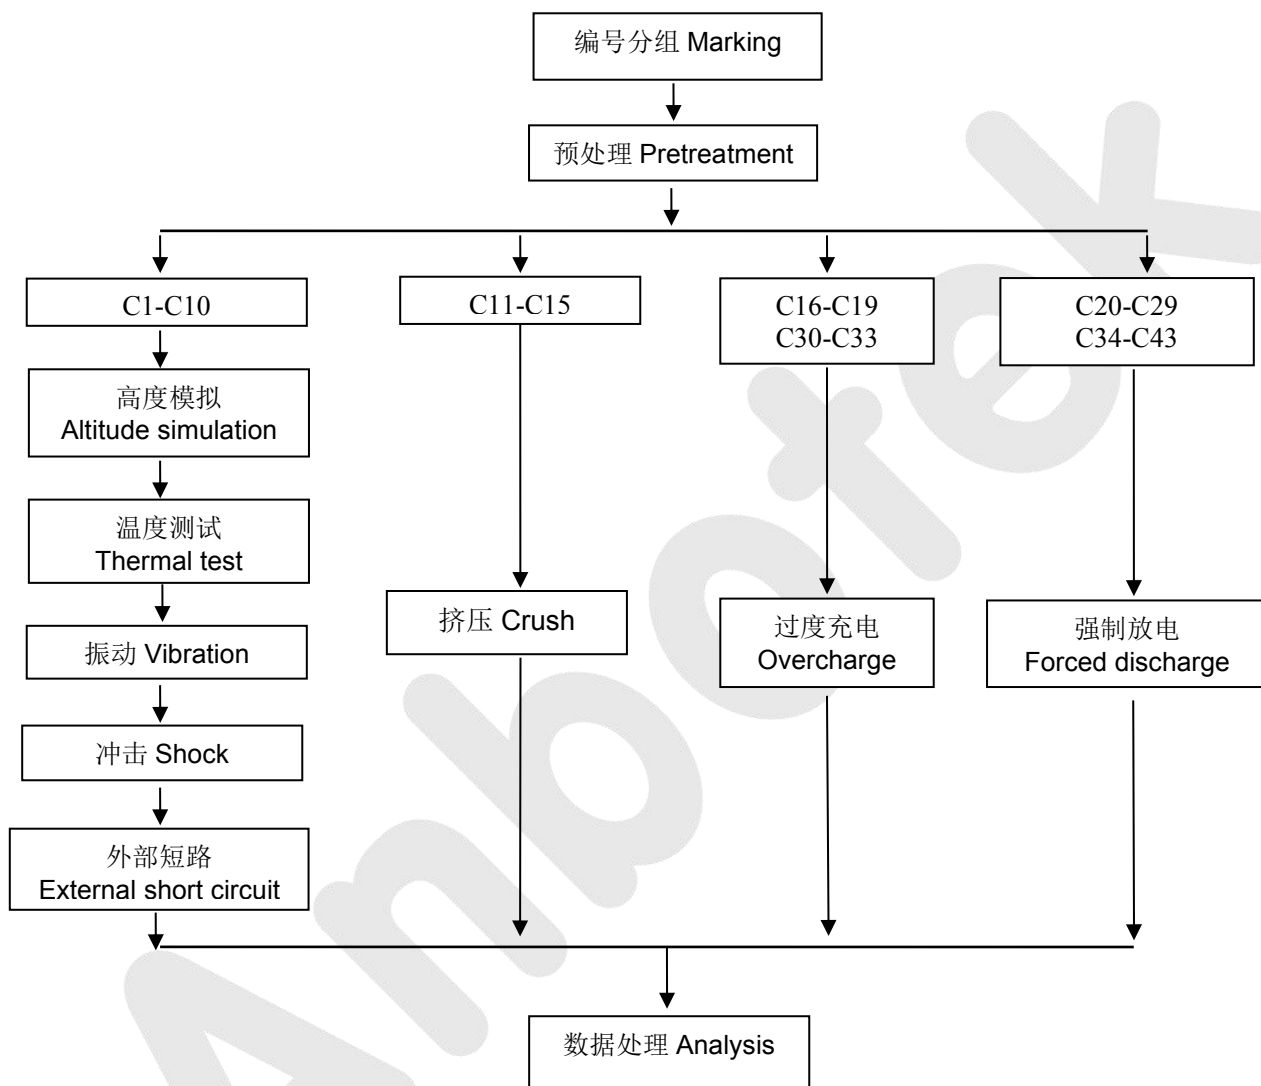 编号分组 Marking
预处理 Pretreatment
C1-C10
C11-C15
C16-C19
C30-C33
C20-C29
C34-C43
高度模拟
Altitude simulation
温度测试
Thermal test
振动 Vibration
冲击 Shock
外部短路
External short circuit
挤压 Crush
过度充电
Overcharge
强制放电
Forced discharge
数据处理 Analysis
Anbotek